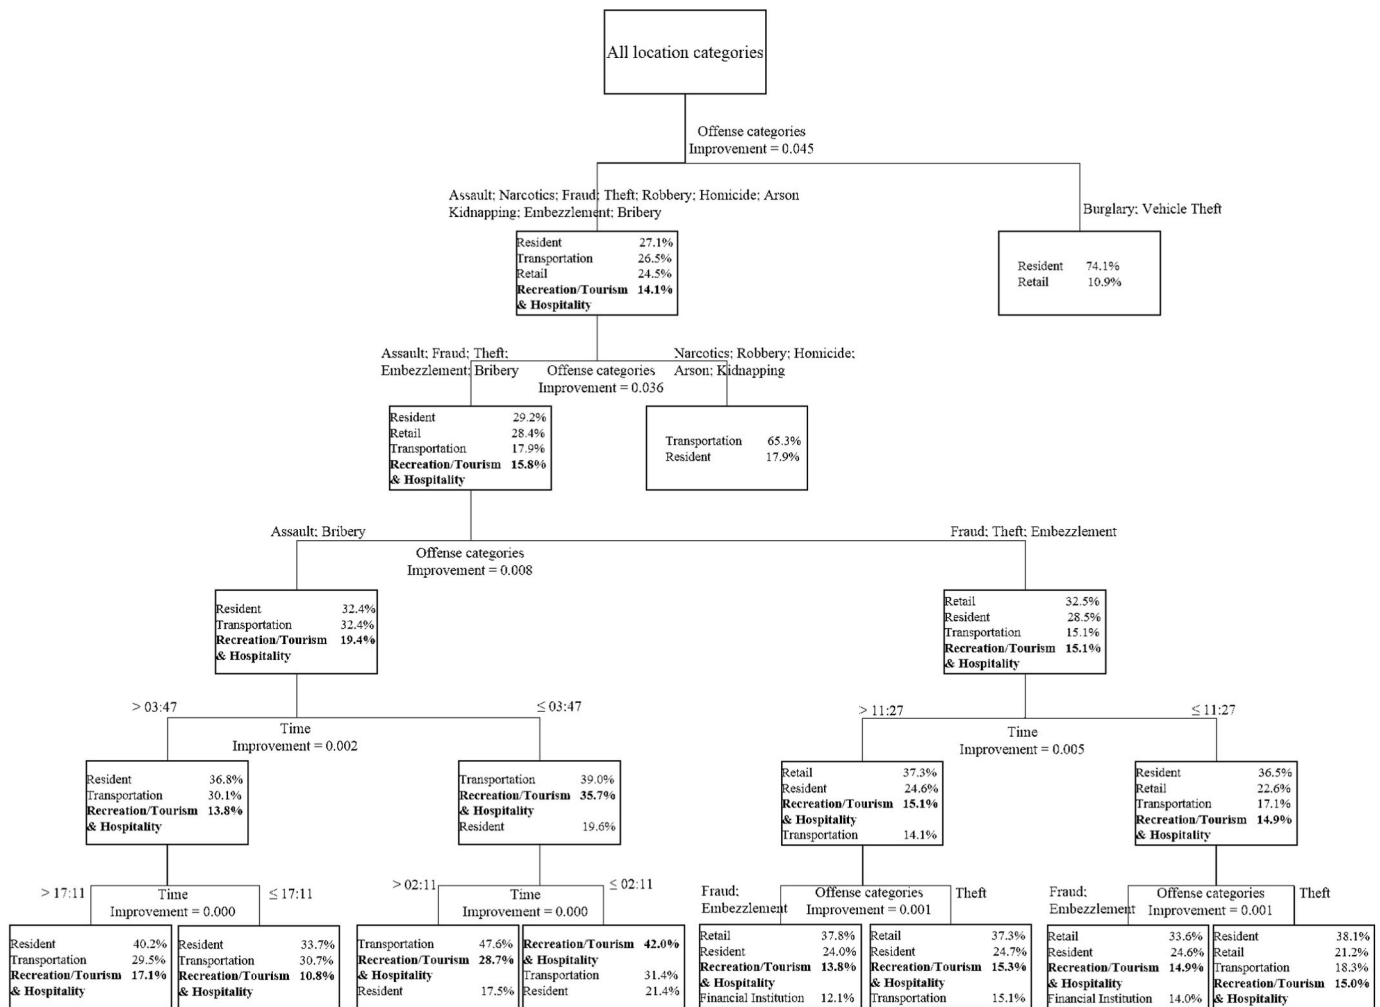 All location categories
Offense categories
Improvement = 0.045
Assault; Narcotics; Fraud; Theft; Robbery; Homicide; Arson
Kidnapping; Embezzlement; Bribery
Burglary; Vehicle Theft
Resident 27.1%
Transportation 26.5%
Retail 24.5%
Recreation/Tourism 14.1%
& Hospitality
Resident 74.1%
Retail 10.9%
Assault; Fraud; Theft;
Embezzlement; Bribery
Offense categories
Improvement = 0.036
Narcotics; Robbery; Homicide;
Arson; Kidnapping
Resident 29.2%
Retail 28.4%
Transportation 17.9%
Recreation/Tourism 15.8%
& Hospitality
Transportation 65.3%
Resident 17.9%
Assault; Bribery
Offense categories
Improvement = 0.008
Fraud; Theft; Embezzlement
Resident 32.4%
Transportation 32.4%
Recreation/Tourism 19.4%
& Hospitality
Retail 32.5%
Resident 28.5%
Transportation 15.1%
Recreation/Tourism 15.1%
& Hospitality
> 03:47
Time
Improvement = 0.002
≤ 03:47
> 11:27
Time
Improvement = 0.005
≤ 11:27
Resident 36.8%
Transportation 30.1%
Recreation/Tourism 13.8%
& Hospitality
Transportation 39.0%
Recreation/Tourism 35.7%
& Hospitality
Resident 19.6%
Retail 37.3%
Resident 24.6%
Recreation/Tourism 15.1%
& Hospitality
Transportation 14.1%
Resident 36.5%
Retail 22.6%
Transportation 17.1%
Recreation/Tourism 14.9%
& Hospitality
> 17:11
Time
Improvement = 0.000
≤ 17:11
> 02:11
Time
Improvement = 0.000
≤ 02:11
Fraud;
Embezzlement
Offense categories
Improvement = 0.001
Theft
Fraud;
Embezzlement
Offense categories
Improvement = 0.001
Theft
Resident 40.2%
Transportation 29.5%
Recreation/Tourism 17.1%
& Hospitality
Resident 33.7%
Transportation 30.7%
Recreation/Tourism 10.8%
& Hospitality
Transportation 47.6%
Recreation/Tourism 28.7%
& Hospitality
Resident 17.5%
Recreation/Tourism 42.0%
& Hospitality
Transportation 31.4%
Resident 21.4%
Retail 37.8%
Resident 24.0%
Recreation/Tourism 13.8%
& Hospitality
Financial Institution 12.1%
Retail 37.3%
Resident 24.7%
Recreation/Tourism 15.3%
& Hospitality
Transportation 15.1%
Retail 33.6%
Resident 24.6%
Recreation/Tourism 14.9%
& Hospitality
Financial Institution 14.0%
Resident 38.1%
Retail 21.2%
Transportation 18.3%
Recreation/Tourism 15.0%
& Hospitality